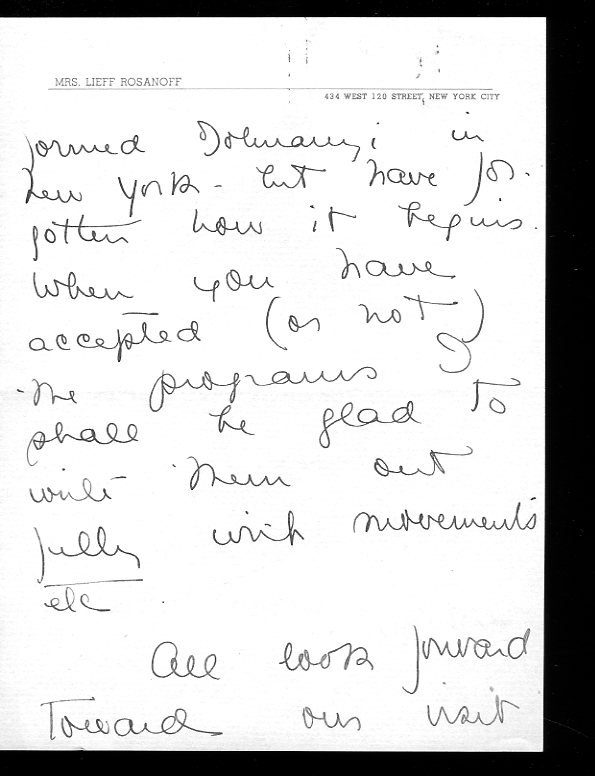 MRS. LIEFF ROSANOFF
434 WEST 120 STREET, NEW YORK CITY
formed Dohnanyi in
New York - but have for-
gotten how it begins.
When you have
accepted (or not)
the programs I
shall be glad to
write them out
fully with movements
etc
All look forward
toward our visit